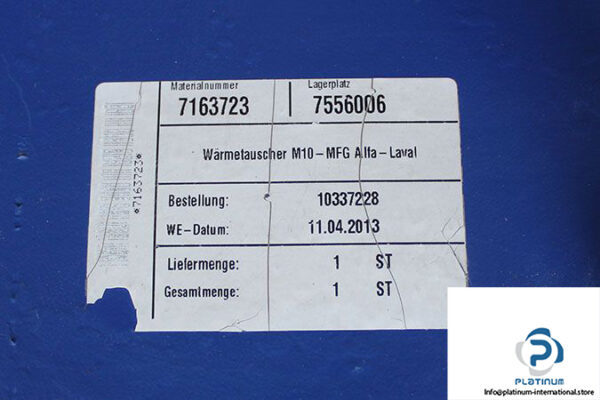 Materialnummer
Lagerplatz
7163723
7556006
Wärmetauscher M10-MFG Alfa-Laval
*7163723*
Bestellung:
10337228
WE-Datum:
11.04.2013
Liefermenge:
1 ST
Gesamtmenge:
1 ST
PLATINUM
Info@platinum-international.store